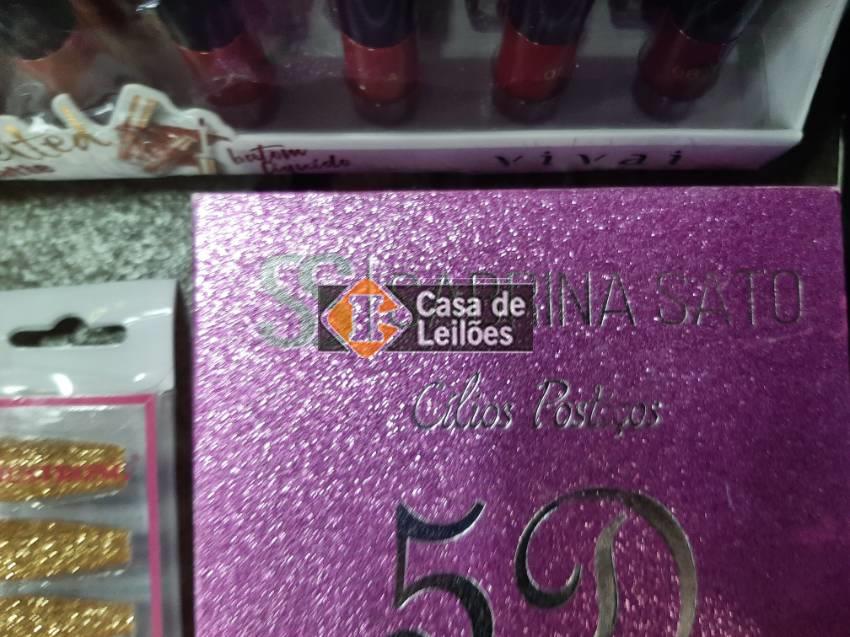 batom
líquido
vivai
SS SABRINA SATO
Casa de
Leilões
Cílios Postiços
5D